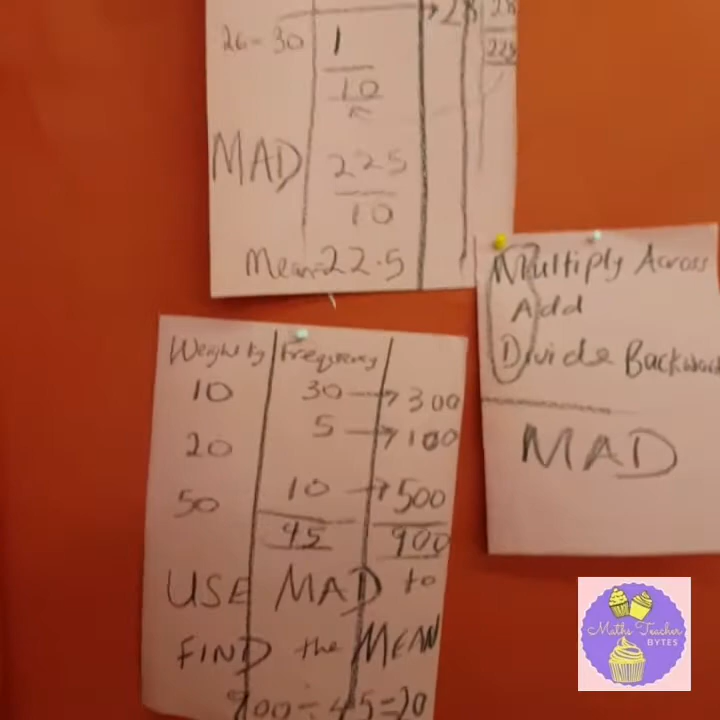 26-30 1
10
MAD 225
10
Mean=22.5
Multiply Across
Add
Divide
MAD
Weight Frequency
10 30 → 300
20 5 → 100
50 10 → 500
45 900
USE MAD to
FIND the MEAN
900÷45=20
Maths Teacher
BYTES